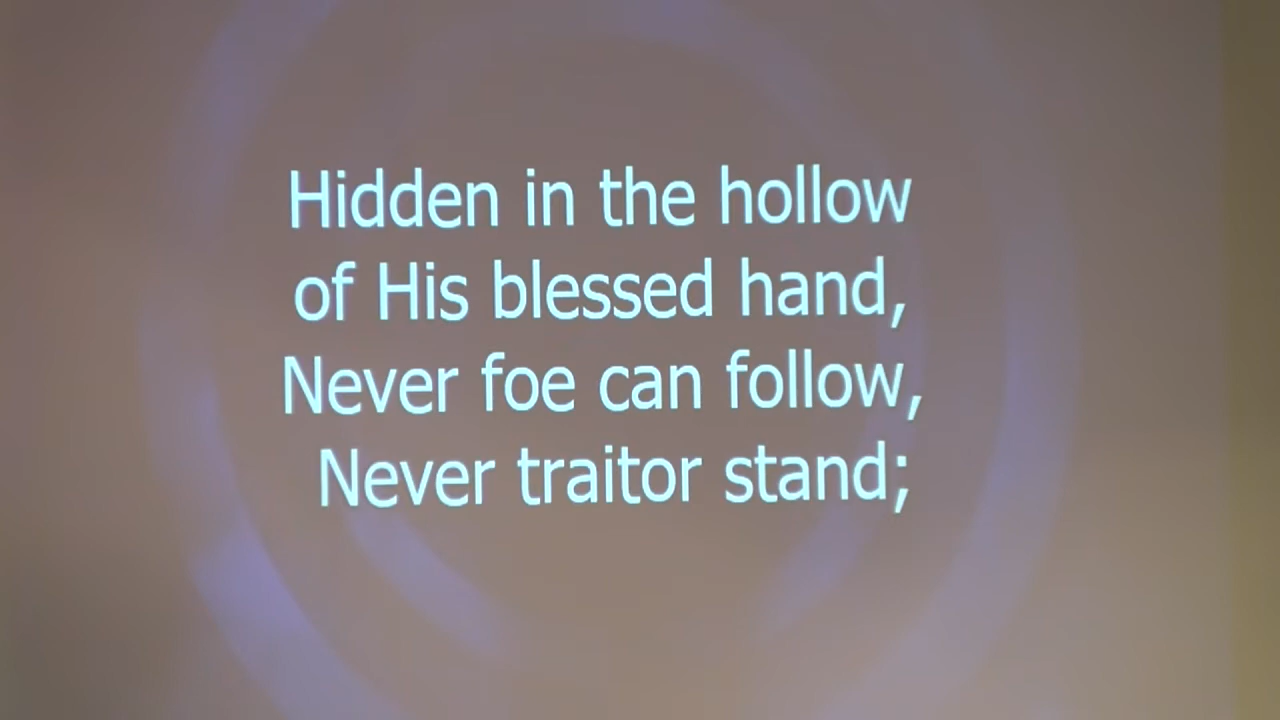 Hidden in the hollow
of His blessed hand,
Never foe can follow,
Never traitor stand;